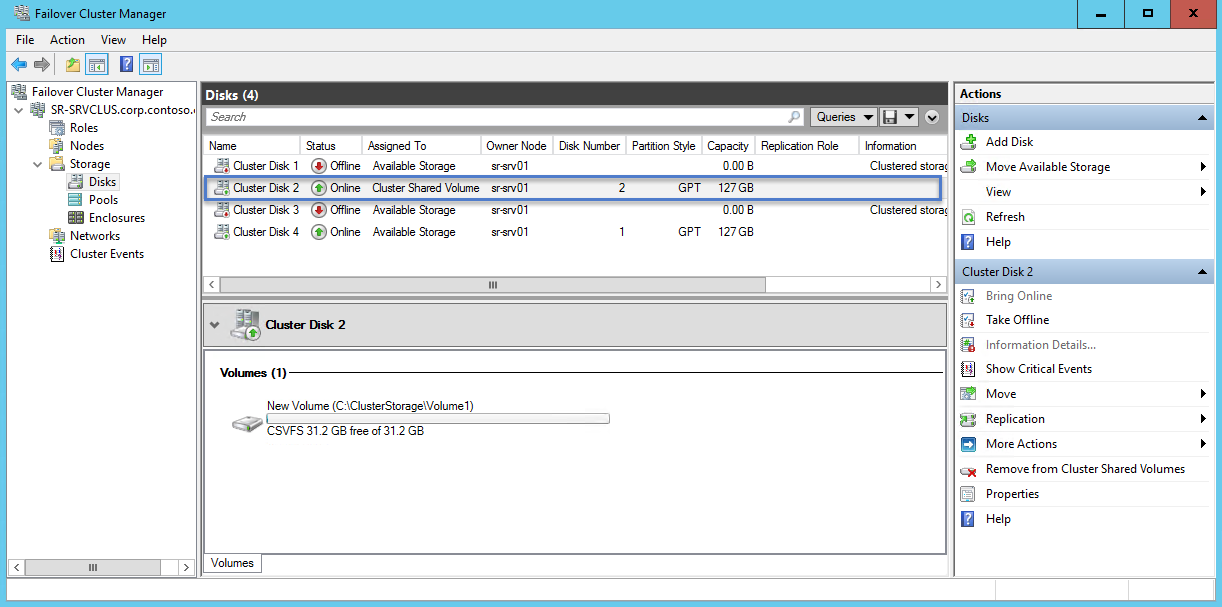 Failover Cluster Manager
File Action View Help
Failover Cluster Manager
SR-SRVCLUS.corp.contoso.
Roles
Nodes
Storage
Disks
Pools
Enclosures
Networks
Cluster Events
Disks (4)
Search
Queries
Name Status Assigned To Owner Node Disk Number Partition Style Capacity Replication Role Information
Cluster Disk 1 Offline Available Storage sr-srv01 0.00 B Clustered storag
Cluster Disk 2 Online Cluster Shared Volume sr-srv01 2 GPT 127 GB
Cluster Disk 3 Offline Available Storage sr-srv01 0.00 B Clustered storag
Cluster Disk 4 Online Available Storage sr-srv01 1 GPT 127 GB
Cluster Disk 2
Volumes (1)
New Volume (C:\ClusterStorage\Volume1)
CSVFS 31.2 GB free of 31.2 GB
Volumes
Actions
Disks
Add Disk
Move Available Storage
View
Refresh
Help
Cluster Disk 2
Bring Online
Take Offline
Information Details...
Show Critical Events
Move
Replication
More Actions
Remove from Cluster Shared Volumes
Properties
Help